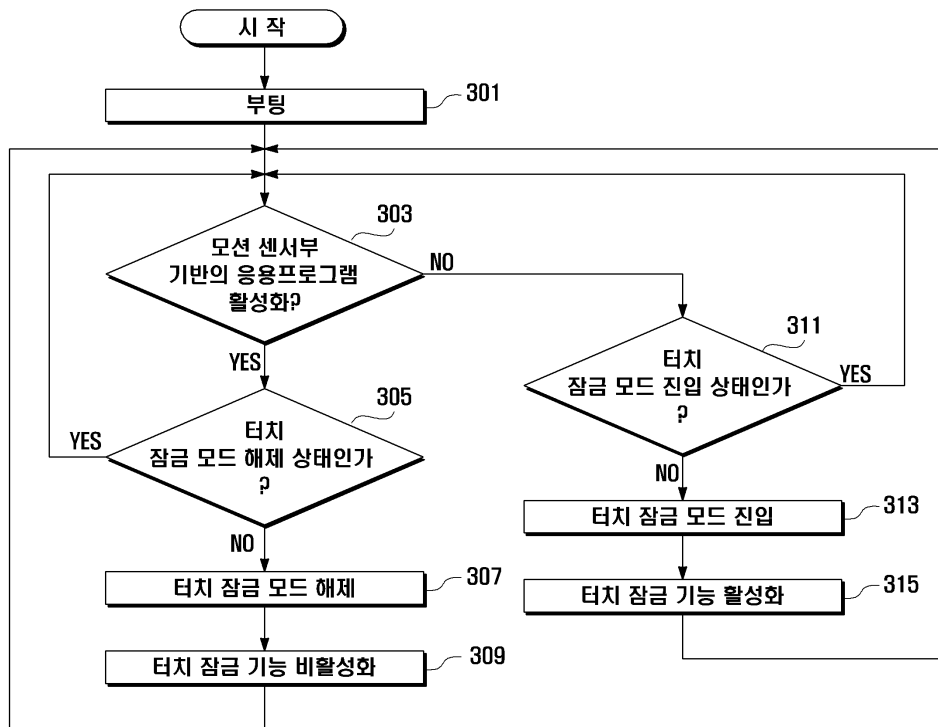 시 작
부팅
301
모션 센서부
기반의 응용프로그램
활성화?
303
NO
YES
터치
잠금 모드 해제 상태인가
?
305
YES
NO
터치 잠금 모드 해제
307
터치 잠금 기능 비활성화
309
터치
잠금 모드 진입 상태인가
?
311
YES
NO
터치 잠금 모드 진입
313
터치 잠금 기능 활성화
315